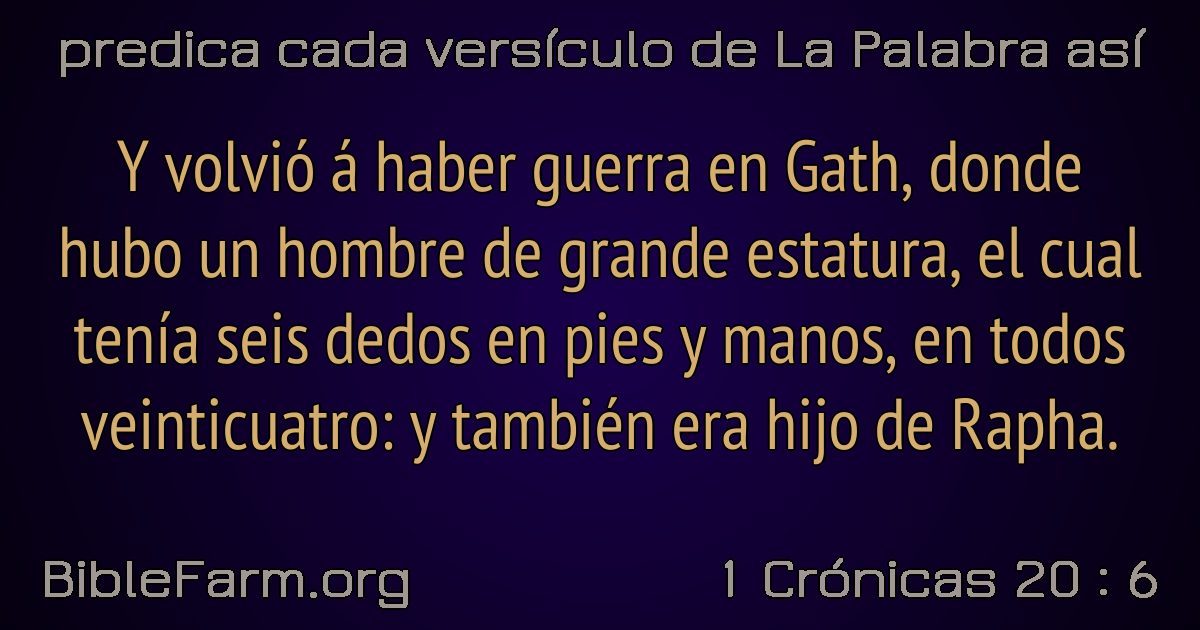 predica cada versículo de La Palabra así
Y volvió á haber guerra en Gath, donde
hubo un hombre de grande estatura, el cual
tenía seis dedos en pies y manos, en todos
veinticuatro: y también era hijo de Rapha.
BibleFarm.org
1 Crónicas 20 : 6